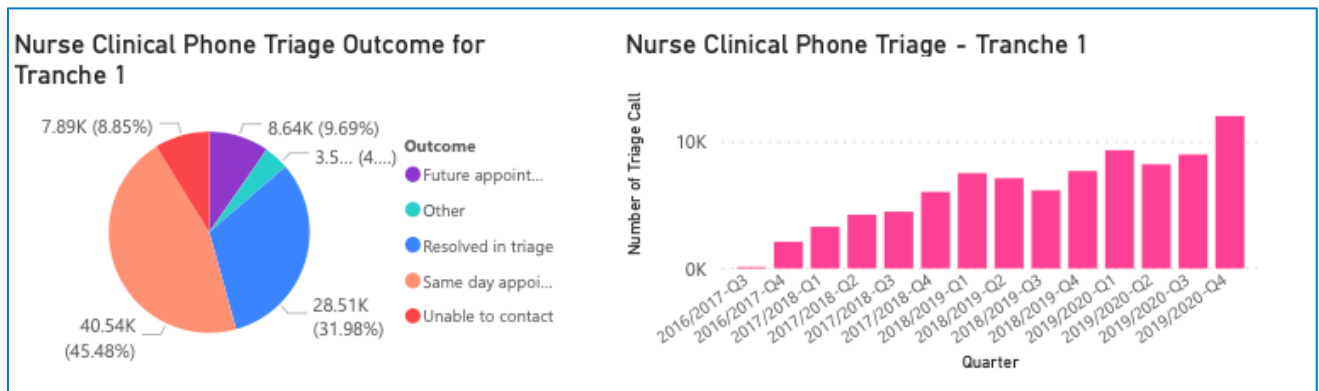 Nurse Clinical Phone Triage Outcome for
Tranche 1
7.89K (8.85%)
8.64K (9.69%)
3.5... (4....)
28.51K
(31.98%)
40.54K
(45.48%)
Outcome
Future appoint...
Other
Resolved in triage
Same day appoi...
Unable to contact
Nurse Clinical Phone Triage - Tranche 1
Number of Triage Call
10K
0K
2016/2017-Q3
2016/2017-Q4
2017/2018-Q1
2017/2018-Q2
2017/2018-Q3
2017/2018-Q4
2018/2019-Q1
2018/2019-Q2
2018/2019-Q3
2018/2019-Q4
2019/2020-Q1
2019/2020-Q2
2019/2020-Q3
2019/2020-Q4
Quarter